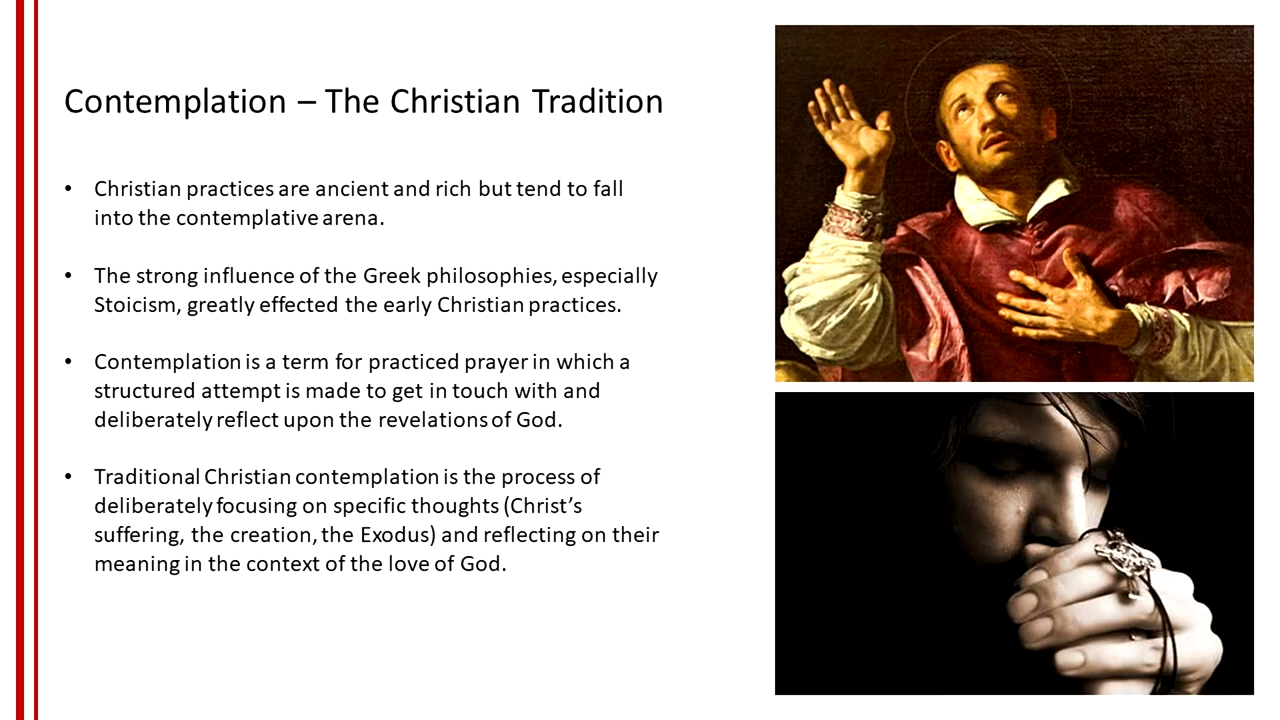 Contemplation – The Christian Tradition
• Christian practices are ancient and rich but tend to fall
into the contemplative arena.
• The strong influence of the Greek philosophies, especially
Stoicism, greatly effected the early Christian practices.
• Contemplation is a term for practiced prayer in which a
structured attempt is made to get in touch with and
deliberately reflect upon the revelations of God.
• Traditional Christian contemplation is the process of
deliberately focusing on specific thoughts (Christ’s
suffering, the creation, the Exodus) and reflecting on their
meaning in the context of the love of God.